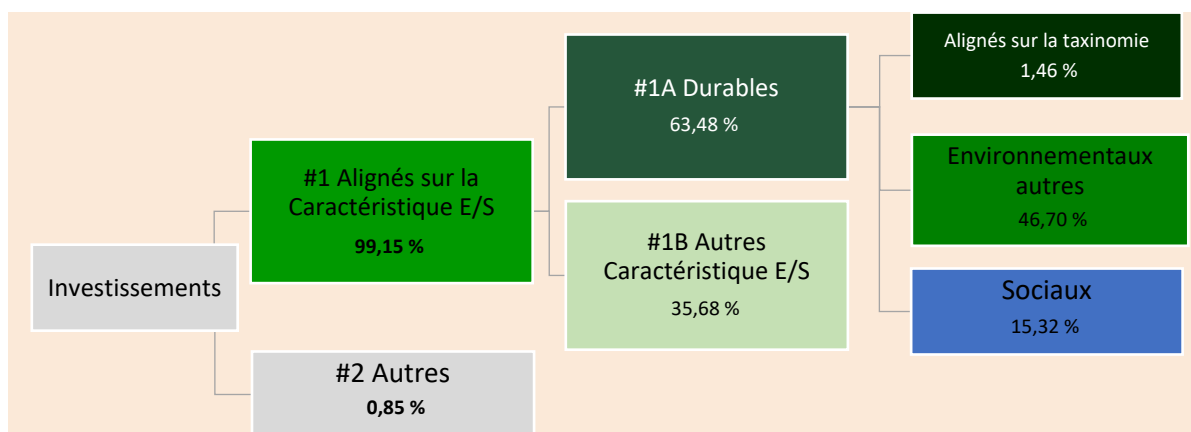 Investissements
#1 Alignés sur la
Caractéristique E/S
99,15 %
#2 Autres
0,85 %
#1A Durables
63,48 %
#1B Autres
Caractéristique E/S
35,68 %
Alignés sur la taxinomie
1,46 %
Environnementaux
autres
46,70 %
Sociaux
15,32 %